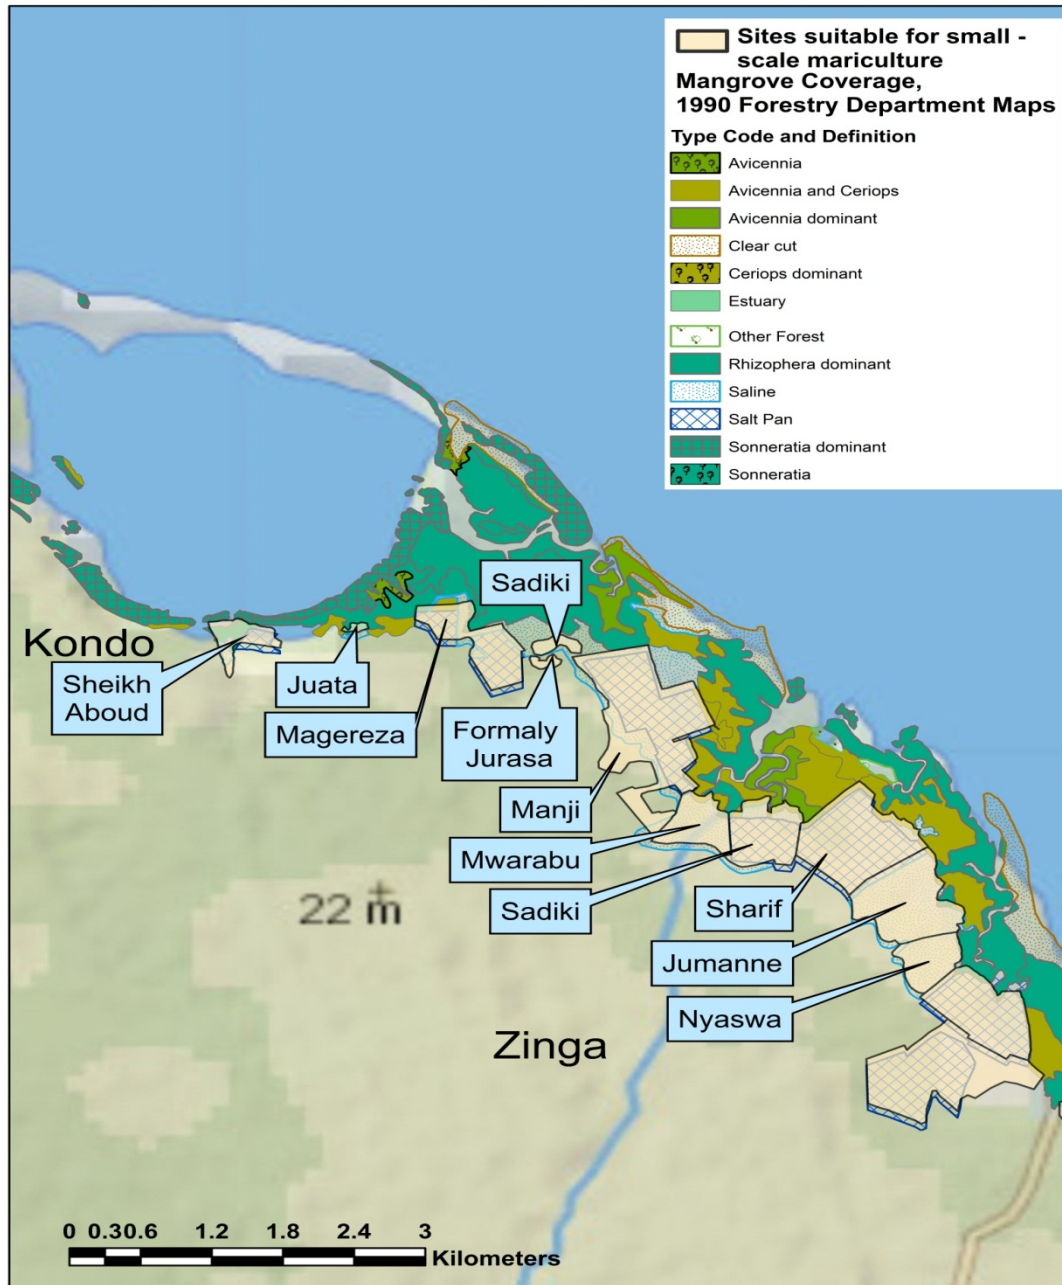 Sites suitable for small -
scale mariculture
Mangrove Coverage,
1990 Forestry Department Maps
Type Code and Definition
Avicennia
Avicennia and Ceriops
Avicennia dominant
Clear cut
Ceriops dominant
Estuary
Other Forest
Rhizophera dominant
Saline
Salt Pan
Sonneratia dominant
Sonneratia
Sadiki
Kondo
Sheikh
Aboud
Juata
Magereza
Formaly
Jurasa
Manji
Mwarabu
Sadiki
Sharif
22 m
Jumanne
Nyaswa
Zinga
0 0.30.6 1.2 1.8 2.4 3
Kilometers